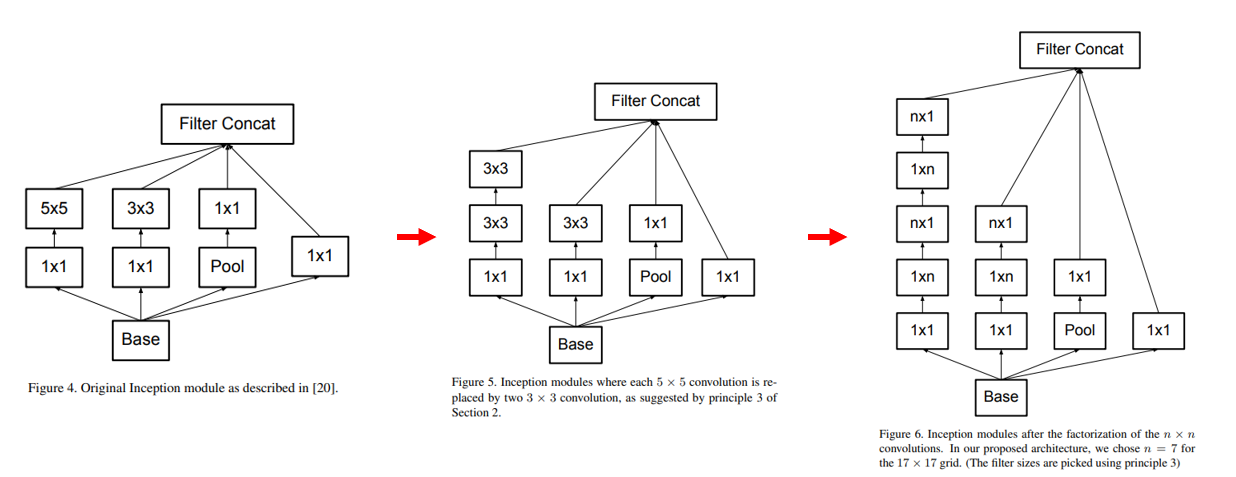 Filter Concat
5x5
3x3
1x1
1x1
1x1
Pool
1x1
Base
Figure 4. Original Inception module as described in [20].
Filter Concat
3x3
3x3
3x3
1x1
1x1
1x1
Pool
1x1
Base
Figure 5. Inception modules where each 5 × 5 convolution is re-
placed by two 3 × 3 convolution, as suggested by principle 3 of
Section 2.
Filter Concat
nx1
1xn
nx1
nx1
1xn
1xn
1x1
1x1
1x1
Pool
1x1
Base
Figure 6. Inception modules after the factorization of the n × n
convolutions. In our proposed architecture, we chose n = 7 for
the 17 × 17 grid. (The filter sizes are picked using principle 3)